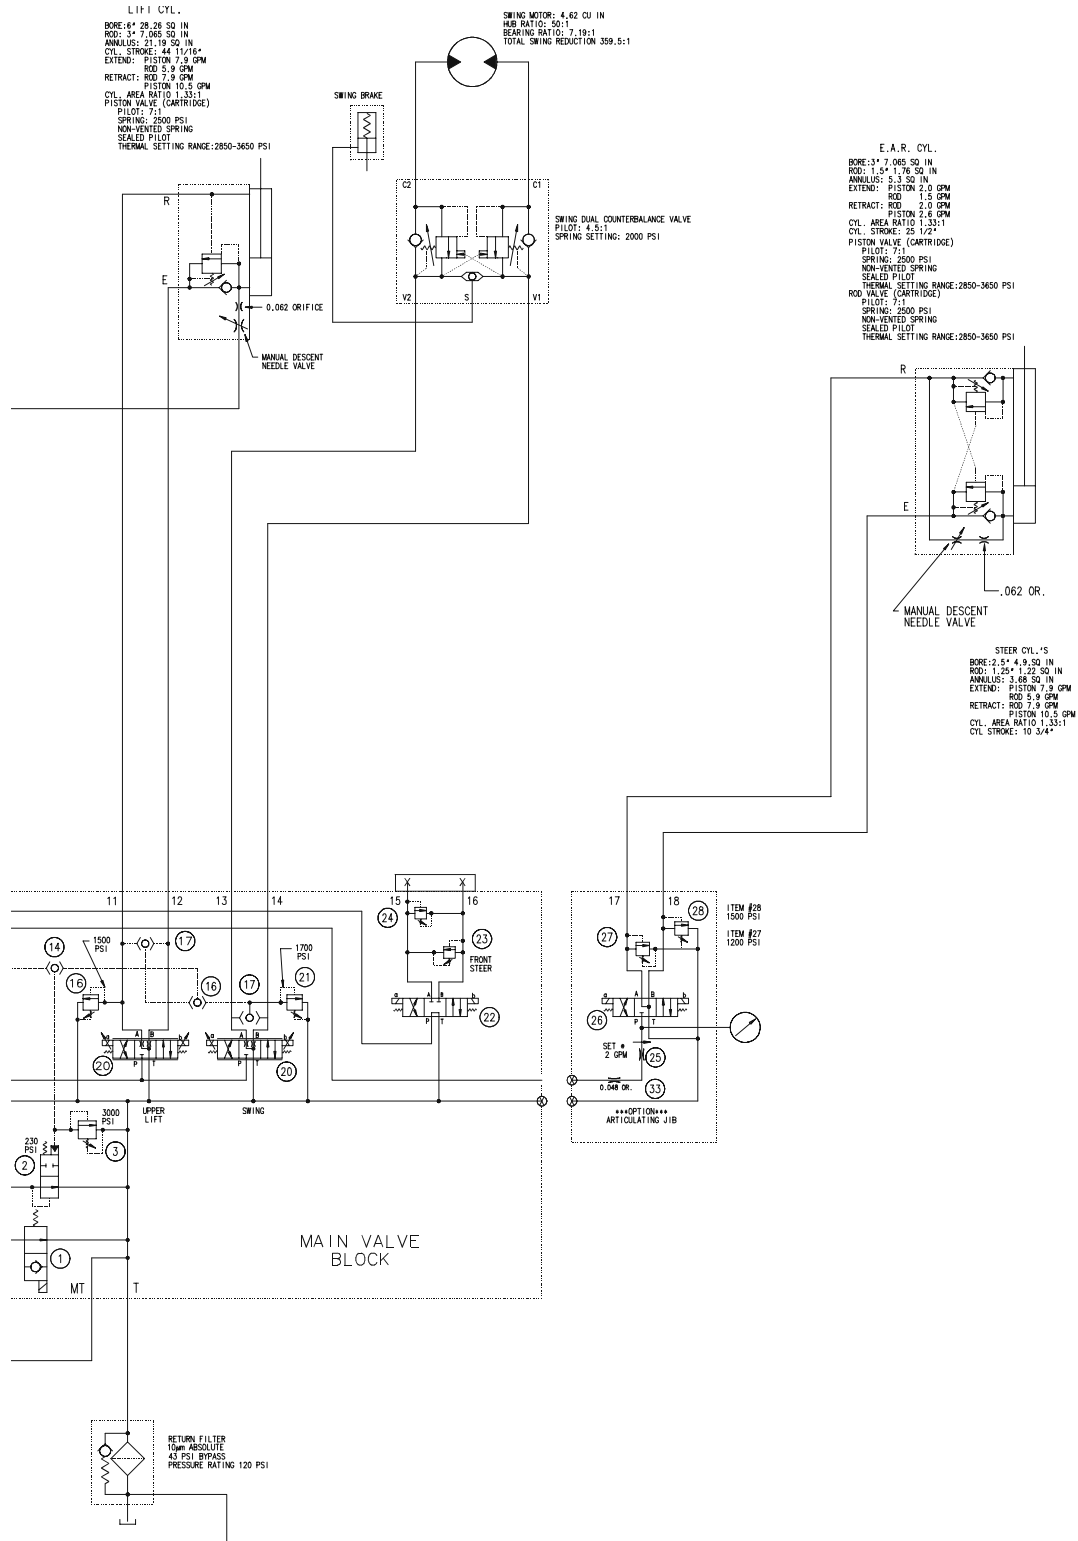 LIFT CYL.
BORE:6" 28.26 SQ IN
ROD: 3" 7.065 SQ IN
ANNULUS: 21.19 SQ IN
CYL. STROKE: 44 11/16"
EXTEND: PISTON 7.9 GPM
ROD 5.9 GPM
RETRACT: ROD 7.9 GPM
PISTON 10.5 GPM
CYL. AREA RATIO 1.33:1
PISTON VALVE (CARTRIDGE)
PILOT: 7:1
SPRING: 2500 PSI
NON-VENTED SPRING
SEALED PILOT
THERMAL SETTING RANGE:2850-3650 PSI
SWING MOTOR: 4.62 CU IN
HUB RATIO: 50:1
BEARING RATIO: 7.19:1
TOTAL SWING REDUCTION 359.5:1
SWING BRAKE
C2
C1
SWING DUAL COUNTERBALANCE VALVE
PILOT: 4.5:1
SPRING SETTING: 2000 PSI
V2
S
V1
R
E
0.062 ORIFICE
MANUAL DESCENT
NEEDLE VALVE
E.A.R. CYL.
BORE:3" 7.065 SQ IN
ROD: 1.5" 1.76 SQ IN
ANNULUS: 5.3 SQ IN
EXTEND: PISTON 2.0 GPM
ROD 1.5 GPM
RETRACT: ROD 2.0 GPM
PISTON 2.6 GPM
CYL. AREA RATIO 1.33:1
CYL. STROKE: 25 1/2"
PISTON VALVE (CARTRIDGE)
PILOT: 7:1
SPRING: 2500 PSI
NON-VENTED SPRING
SEALED PILOT
THERMAL SETTING RANGE:2850-3650 PSI
ROD VALVE (CARTRIDGE)
PILOT: 7:1
SPRING: 2500 PSI
NON-VENTED SPRING
SEALED PILOT
THERMAL SETTING RANGE:2850-3650 PSI
R
E
.062 OR.
MANUAL DESCENT
NEEDLE VALVE
STEER CYL.'S
BORE:2.5" 4.9.SQ IN
ROD: 1.25" 1.22 SQ IN
ANNULUS: 3.68 SQ IN
EXTEND: PISTON 7.9 GPM
ROD 5.9 GPM
RETRACT: ROD 7.9 GPM
PISTON 10.5 GPM
CYL. AREA RATIO 1.33:1
CYL STROKE: 10 3/4"
11 12 13 14 15 16
17 18
24
23
FRONT
STEER
27
28
ITEM #28
1500 PSI
ITEM #27
1200 PSI
14
1500
PSI
17
16
16
17
1700
PSI
21
a A B b
P T
20
a A B b
P T
20
a A B b
P T
22
a A B b
P T
26
SET @
2 GPM
25
0.048 OR.
33
***OPTION***
ARTICULATING JIB
UPPER
LIFT
SWING
3000
PSI
3
230
PSI
2
1
MT
T
MAIN VALVE
BLOCK
RETURN FILTER
10µm ABSOLUTE
43 PSI BYPASS
PRESSURE RATING 120 PSI